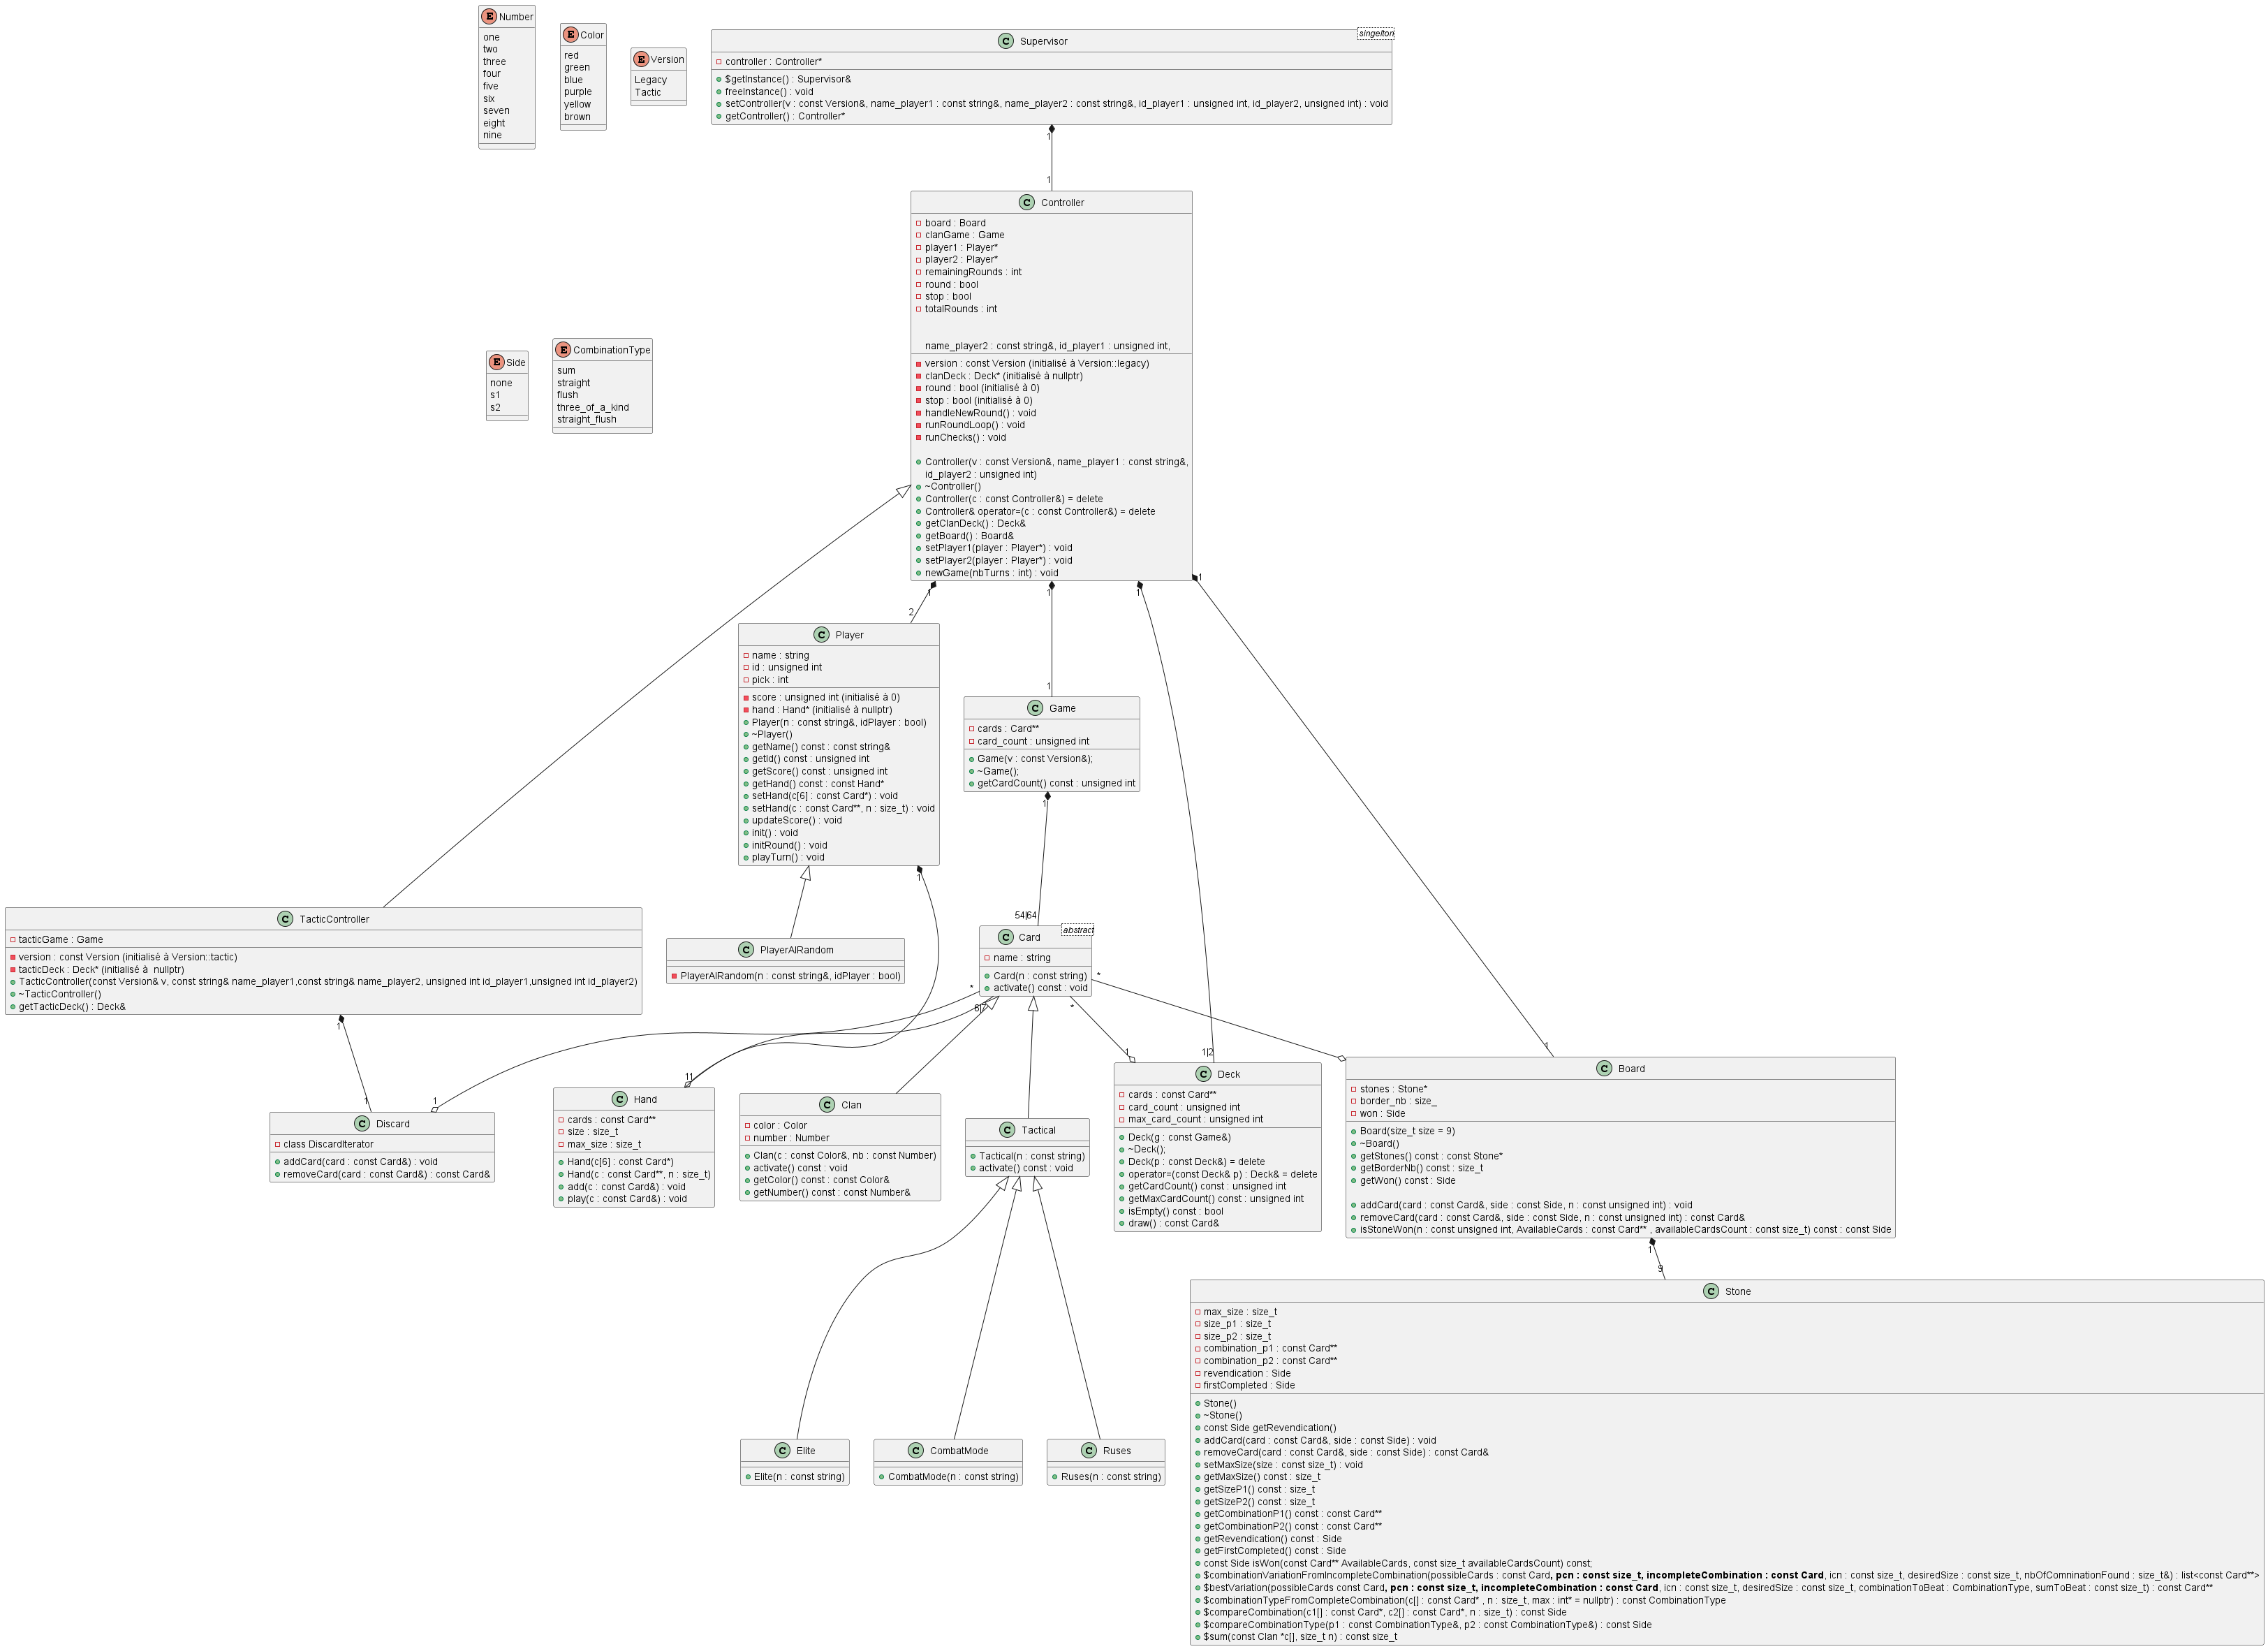 E Number
one
two
three
four
five
six
seven
eight
nine
E Color
red
green
blue
purple
yellow
brown
E Version
Legacy
Tactic
C Supervisor
singelton
controller : Controller*
$getInstance() : Supervisor&
freeInstance() : void
setController(v : const Version&, name_player1 : const string&, name_player2 : const string&, id_player1 : unsigned int, id_player2, unsigned int) : void
getController() : Controller*
1
1
E Side
none
s1
s2
E CombinationType
sum
straight
flush
three_of_a_kind
straight_flush
C Controller
board : Board
clanGame : Game
player1 : Player*
player2 : Player*
remainingRounds : int
round : bool
stop : bool
totalRounds : int
name_player2 : const string&, id_player1 : unsigned int,
version : const Version (initialisé à Version::legacy)
clanDeck : Deck* (initialisé à nullptr)
round : bool (initialisé à 0)
stop : bool (initialisé à 0)
handleNewRound() : void
runRoundLoop() : void
runChecks() : void
Controller(v : const Version&, name_player1 : const string&,
id_player2 : unsigned int)
~Controller()
Controller(c : const Controller&) = delete
Controller& operator=(c : const Controller&) = delete
getClanDeck() : Deck&
getBoard() : Board&
setPlayer1(player : Player*) : void
setPlayer2(player : Player*) : void
newGame(nbTurns : int) : void
1
1
1
1
2
1
C Player
name : string
id : unsigned int
pick : int
score : unsigned int (initialisé à 0)
hand : Hand* (initialisé à nullptr)
Player(n : const string&, idPlayer : bool)
~Player()
getName() const : const string&
getId() const : unsigned int
getScore() const : unsigned int
getHand() const : const Hand*
setHand(c[6] : const Card*) : void
setHand(c : const Card**, n : size_t) : void
updateScore() : void
init() : void
initRound() : void
playTurn() : void
1
C Game
cards : Card**
card_count : unsigned int
Game(v : const Version&);
~Game();
getCardCount() const : unsigned int
1
54|64
C TacticController
tacticGame : Game
version : const Version (initialisé à Version::tactic)
tacticDeck : Deck* (initialisé à  nullptr)
TacticController(const Version& v, const string& name_player1,const string& name_player2, unsigned int id_player1,unsigned int id_player2)
~TacticController()
getTacticDeck() : Deck&
1
1
C PlayerAIRandom
PlayerAIRandom(n : const string&, idPlayer : bool)
C Card
abstract
name : string
Card(n : const string)
activate() const : void
*
6|7
*
*
1
11
1
1|2
1
C Discard
class DiscardIterator
addCard(card : const Card&) : void
removeCard(card : const Card&) : const Card&
C Hand
cards : const Card**
size : size_t
max_size : size_t
Hand(c[6] : const Card*)
Hand(c : const Card**, n : size_t)
add(c : const Card&) : void
play(c : const Card&) : void
C Clan
color : Color
number : Number
Clan(c : const Color&, nb : const Number)
activate() const : void
getColor() const : const Color&
getNumber() const : const Number&
C Tactical
Tactical(n : const string)
activate() const : void
C Deck
cards : const Card**
card_count : unsigned int
max_card_count : unsigned int
Deck(g : const Game&)
~Deck();
Deck(p : const Deck&) = delete
operator=(const Deck& p) : Deck& = delete
getCardCount() const : unsigned int
getMaxCardCount() const : unsigned int
isEmpty() const : bool
draw() : const Card&
C Board
stones : Stone*
border_nb : size_
won : Side
Board(size_t size = 9)
~Board()
getStones() const : const Stone*
getBorderNb() const : size_t
getWon() const : Side
addCard(card : const Card&, side : const Side, n : const unsigned int) : void
removeCard(card : const Card&, side : const Side, n : const unsigned int) : const Card&
isStoneWon(n : const unsigned int, AvailableCards : const Card** , availableCardsCount : const size_t) const : const Side
1
9
C Elite
Elite(n : const string)
C CombatMode
CombatMode(n : const string)
C Ruses
Ruses(n : const string)
C Stone
max_size : size_t
size_p1 : size_t
size_p2 : size_t
combination_p1 : const Card**
combination_p2 : const Card**
revendication : Side
firstCompleted : Side
Stone()
~Stone()
const Side getRevendication()
addCard(card : const Card&, side : const Side) : void
removeCard(card : const Card&, side : const Side) : const Card&
setMaxSize(size : const size_t) : void
getMaxSize() const : size_t
getSizeP1() const : size_t
getSizeP2() const : size_t
getCombinationP1() const : const Card**
getCombinationP2() const : const Card**
getRevendication() const : Side
getFirstCompleted() const : Side
const Side isWon(const Card** AvailableCards, const size_t availableCardsCount) const;
$combinationVariationFromIncompleteCombination(possibleCards : const Card, pcn : const size_t, incompleteCombination : const Card, icn : const size_t, desiredSize : const size_t, nbOfComninationFound : size_t&) : list<const Card**>
$bestVariation(possibleCards const Card, pcn : const size_t, incompleteCombination : const Card, icn : const size_t, desiredSize : const size_t, combinationToBeat : CombinationType, sumToBeat : const size_t) : const Card**
$combinationTypeFromCompleteCombination(c[] : const Card* , n : size_t, max : int* = nullptr) : const CombinationType
$compareCombination(c1[] : const Card*, c2[] : const Card*, n : size_t) : const Side
$compareCombinationType(p1 : const CombinationType&, p2 : const CombinationType&) : const Side
$sum(const Clan *c[], size_t n) : const size_t